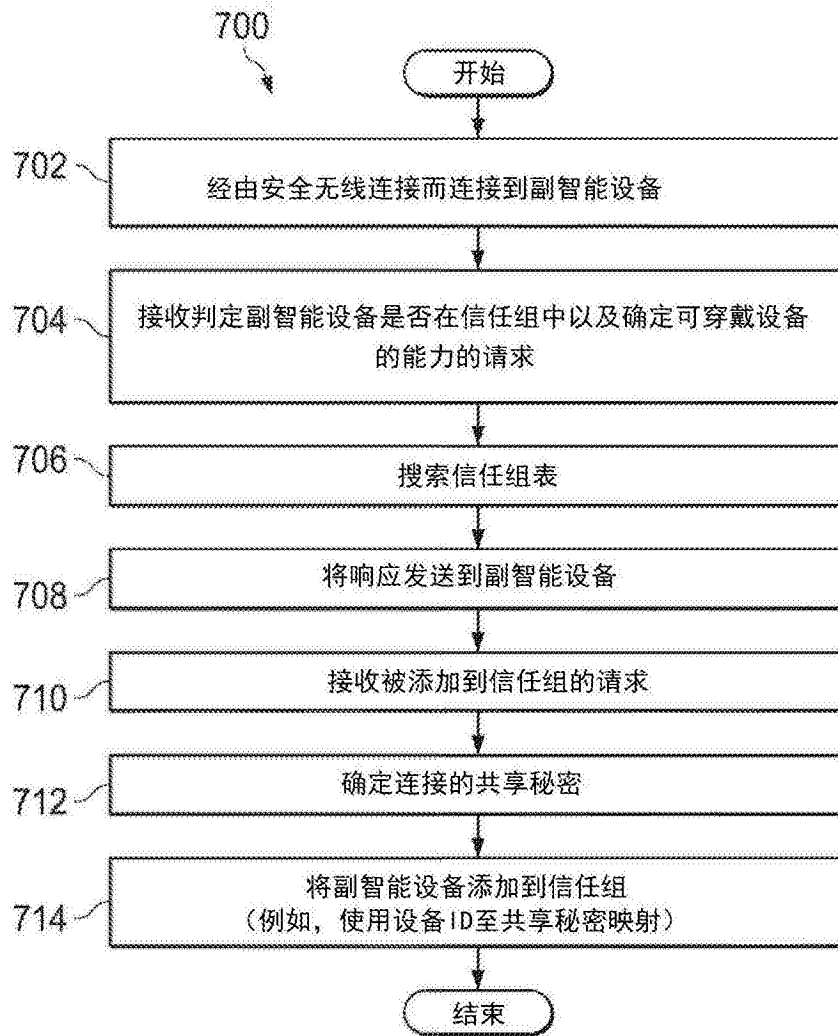 700
开始
702
经由安全无线连接而连接到副智能设备
704
接收判定副智能设备是否在信任组中以及确定可穿戴设备
的能力的请求
706
搜索信任组表
708
将响应发送到副智能设备
710
接收被添加到信任组的请求
712
确定连接的共享秘密
714
将副智能设备添加到信任组
（例如，使用设备ID至共享秘密映射）
结束